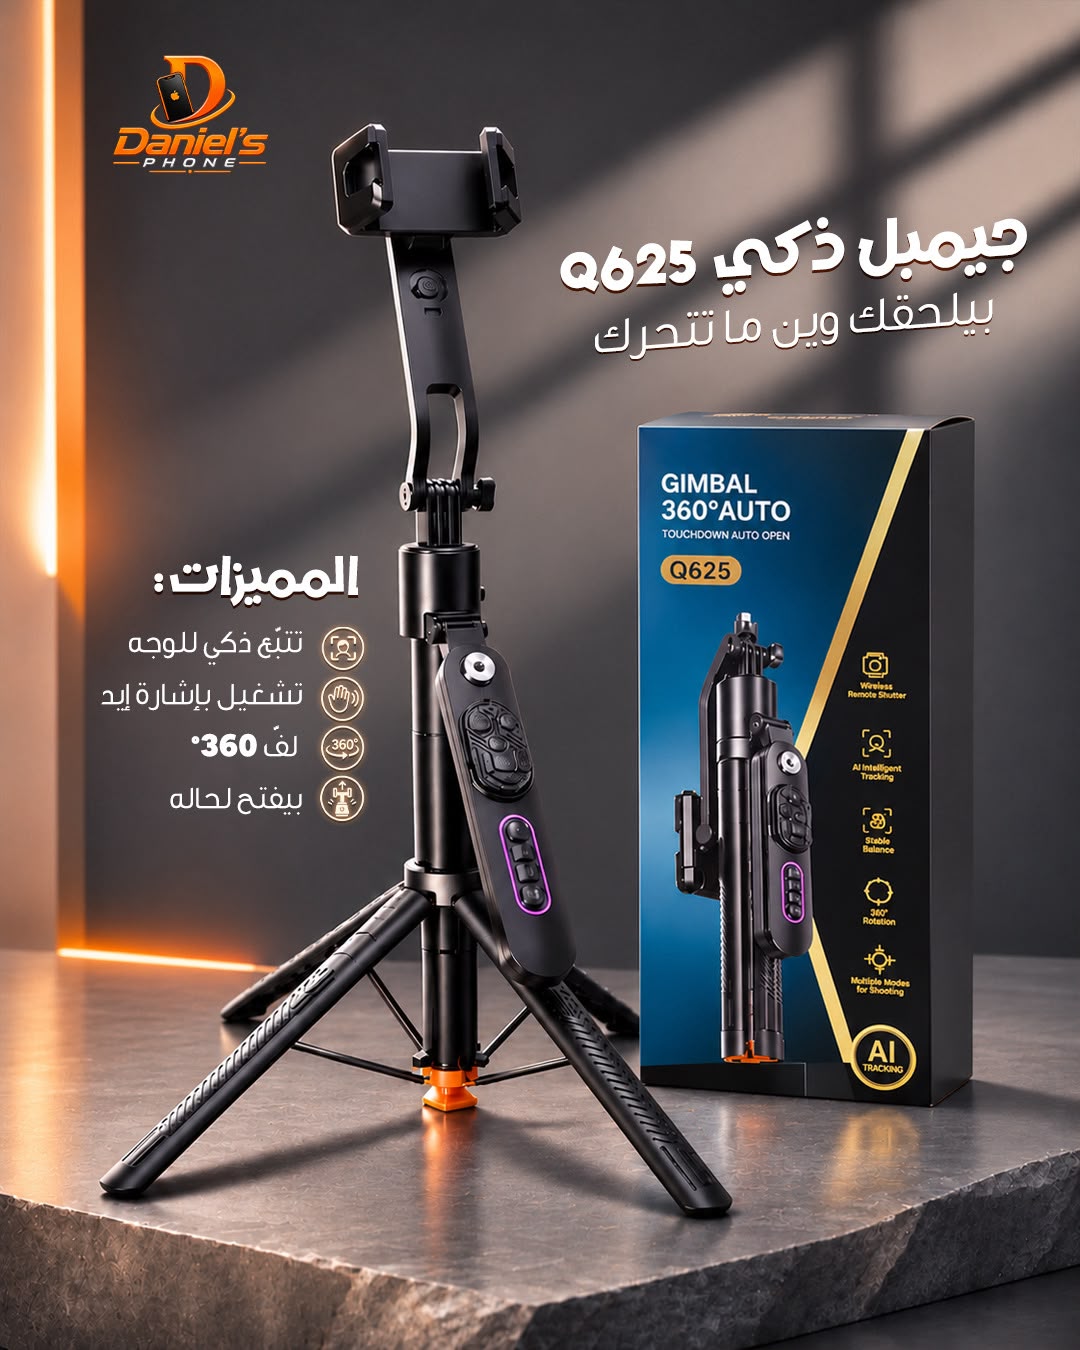 Daniel's
PHONE
جيمبل ذكي Q625
بيلحقك وين ما تتحرك
GIMBAL
360°AUTO
TOUCHDOWN AUTO OPEN
Q625
Wireless
Remote Shutter
AI Intelligent
Tracking
Stable
Balance
360°
Rotation
Multiple Modes
for Shooting
AI
TRACKING
المميزات:
تتبّع ذكي للوجه
تشغيل بإشارة إيد
لفّ 360°
360°
بيفتح لحاله